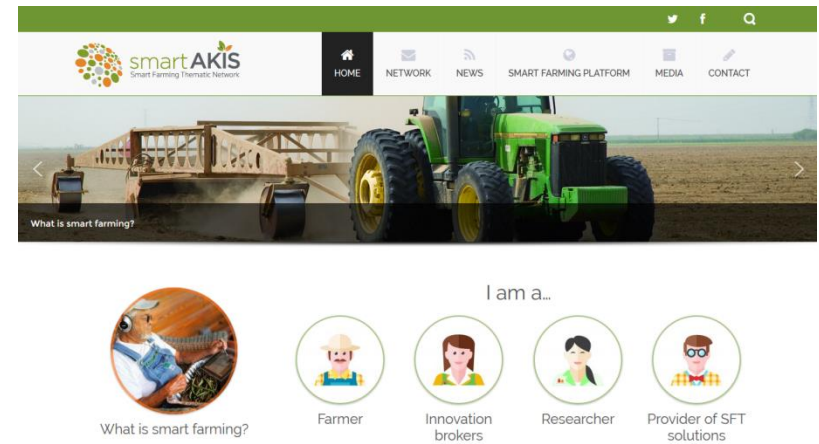 smartAKIS
Smart Farming Thematic Network
HOME
NETWORK
NEWS
SMART FARMING PLATFORM
MEDIA
CONTACT
What is smart farming?
I am a...
What is smart farming?
Farmer
Innovation
brokers
Researcher
Provider of SFT
solutions